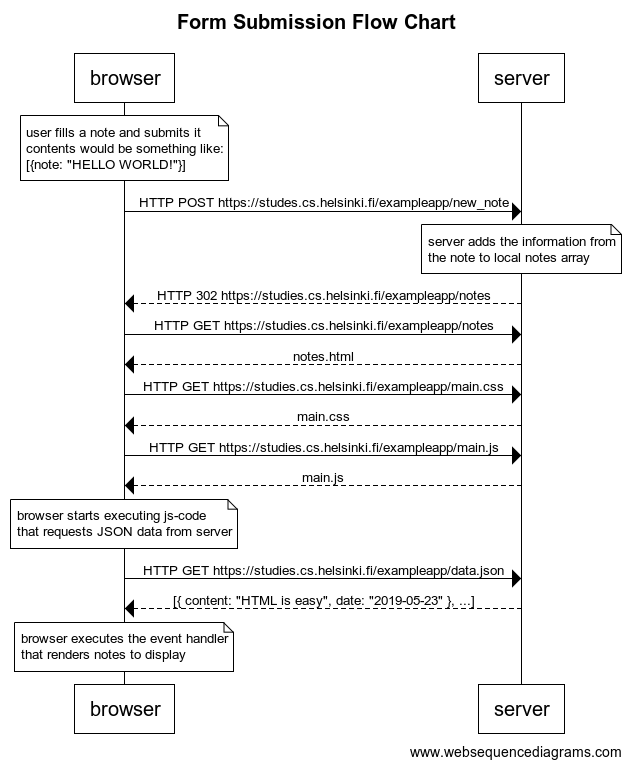 Form Submission Flow Chart
browser
server
user fills a note and submits it
contents would be something like:
[{note: "HELLO WORLD!"}]
HTTP POST https://studes.cs.helsinki.fi/exampleapp/new_note
server adds the information from
the note to local notes array
HTTP 302 https://studies.cs.helsinki.fi/exampleapp/notes
HTTP GET https://studies.cs.helsinki.fi/exampleapp/notes
notes.html
HTTP GET https://studies.cs.helsinki.fi/exampleapp/main.css
main.css
HTTP GET https://studies.cs.helsinki.fi/exampleapp/main.js
main.js
browser starts executing js-code
that requests JSON data from server
HTTP GET https://studies.cs.helsinki.fi/exampleapp/data.json
[{ content: "HTML is easy", date: "2019-05-23" }, ...]
browser executes the event handler
that renders notes to display
browser
server
www.websequencediagrams.com